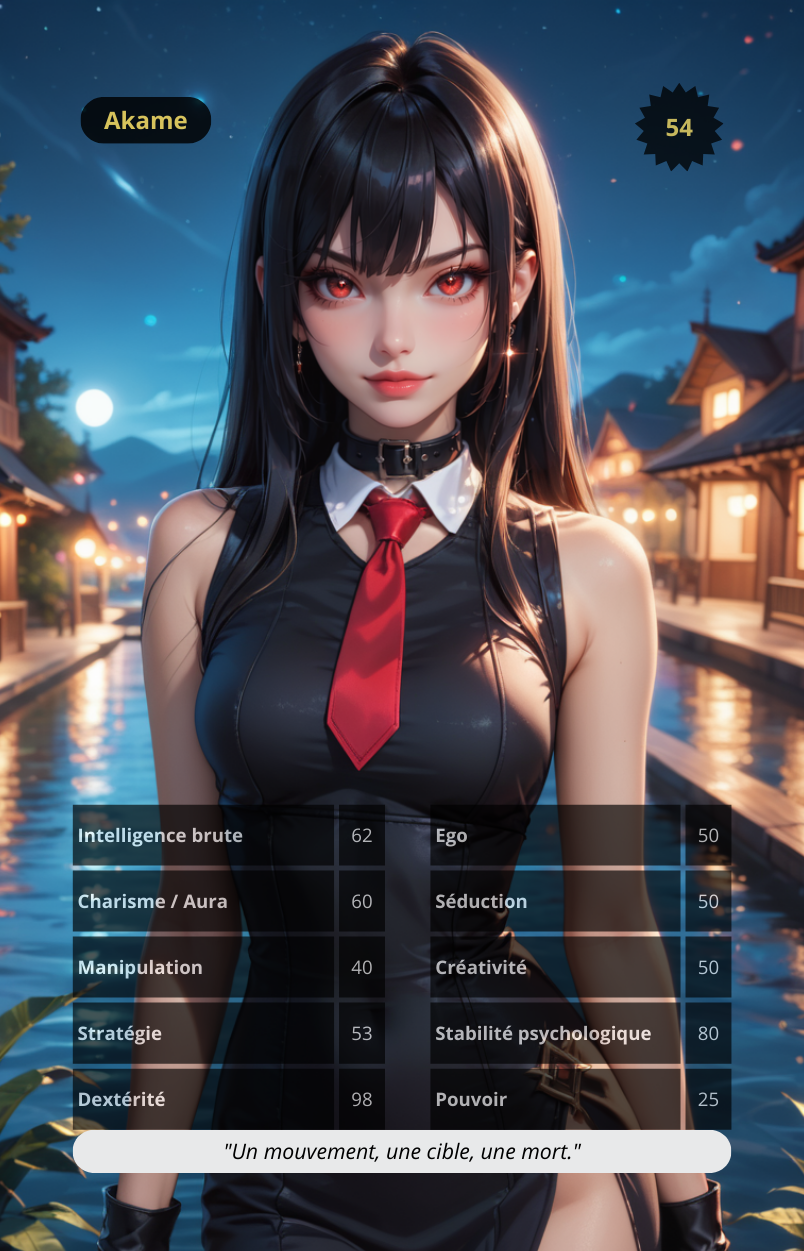 Akame
54
Intelligence brute 62
Ego 50
Charisme / Aura 60
Séduction 50
Manipulation 40
Créativité 50
Stratégie 53
Stabilité psychologique 80
Dextérité 98
Pouvoir 25
"Un mouvement, une cible, une mort."